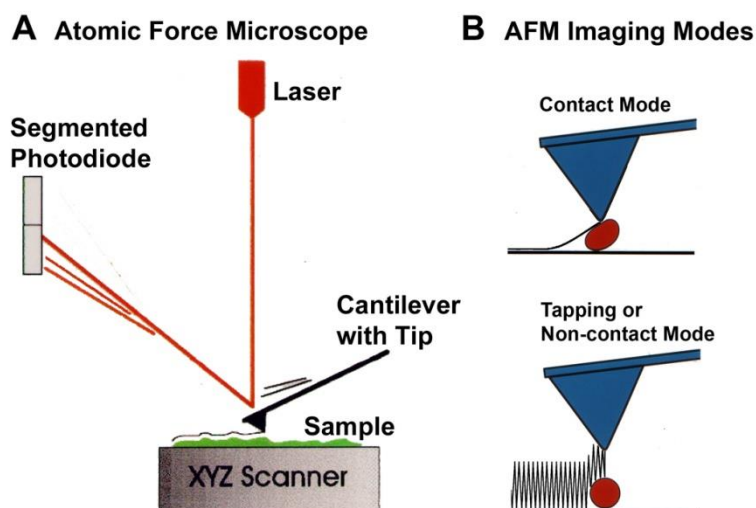 A Atomic Force Microscope
Laser
Segmented
Photodiode
Cantilever
with Tip
Sample
XYZ Scanner
B AFM Imaging Modes
Contact Mode
Tapping or
Non-contact Mode